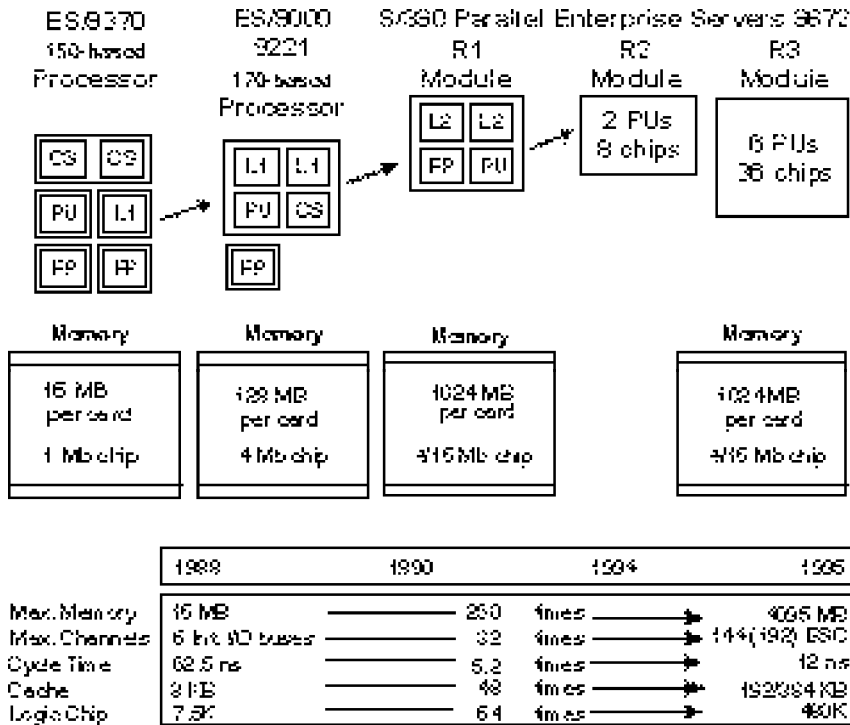 ES/9370
ES/9000
S/390 Parallel Enterprise Servers 9672
150-based
9221
R1
R2
R3
Processor
170-based
Module
Module
Module
Processor
CS CS
PU L1
FP FP
L1 L1
PU CS
FP
L2 L2
FP PU
2 PUs
8 chips
6 PUs
36 chips
Memory
Memory
Memory
Memory
16 MB
per card
1 Mb chip
128 MB
per card
4 Mb chip
1024 MB
per card
4/16 Mb chip
1024MB
per card
4/16 Mb chip
1988 1990 1994 1995
Max. Memory 16 MB times 4096 MB
Max. Channels 6 I/O buses 32 times 144(192) ESC
Cycle Time 62.5 ns 5.2 times 12 ns
Cache 8 KB 48 times 192/384 KB
Logic Chip 7.5K 64 times 480K